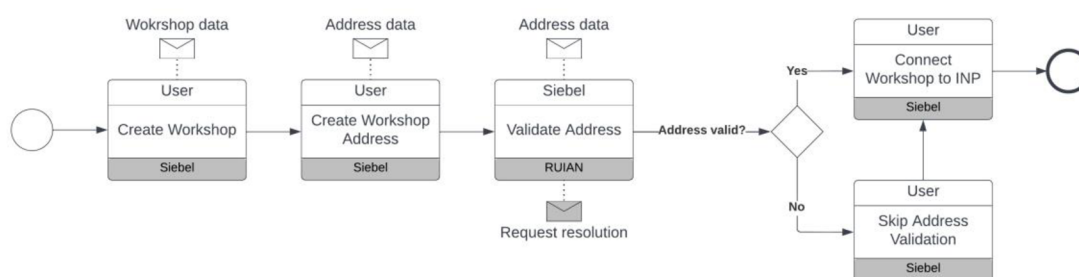 Wokrshop data
User
Create Workshop
Siebel
Address data
User
Create Workshop
Address
Siebel
Address data
Siebel
Validate Address
RUIAN
Request resolution
Address valid?
Yes
No
User
Connect
Workshop to INP
Siebel
User
Skip Address
Validation
Siebel